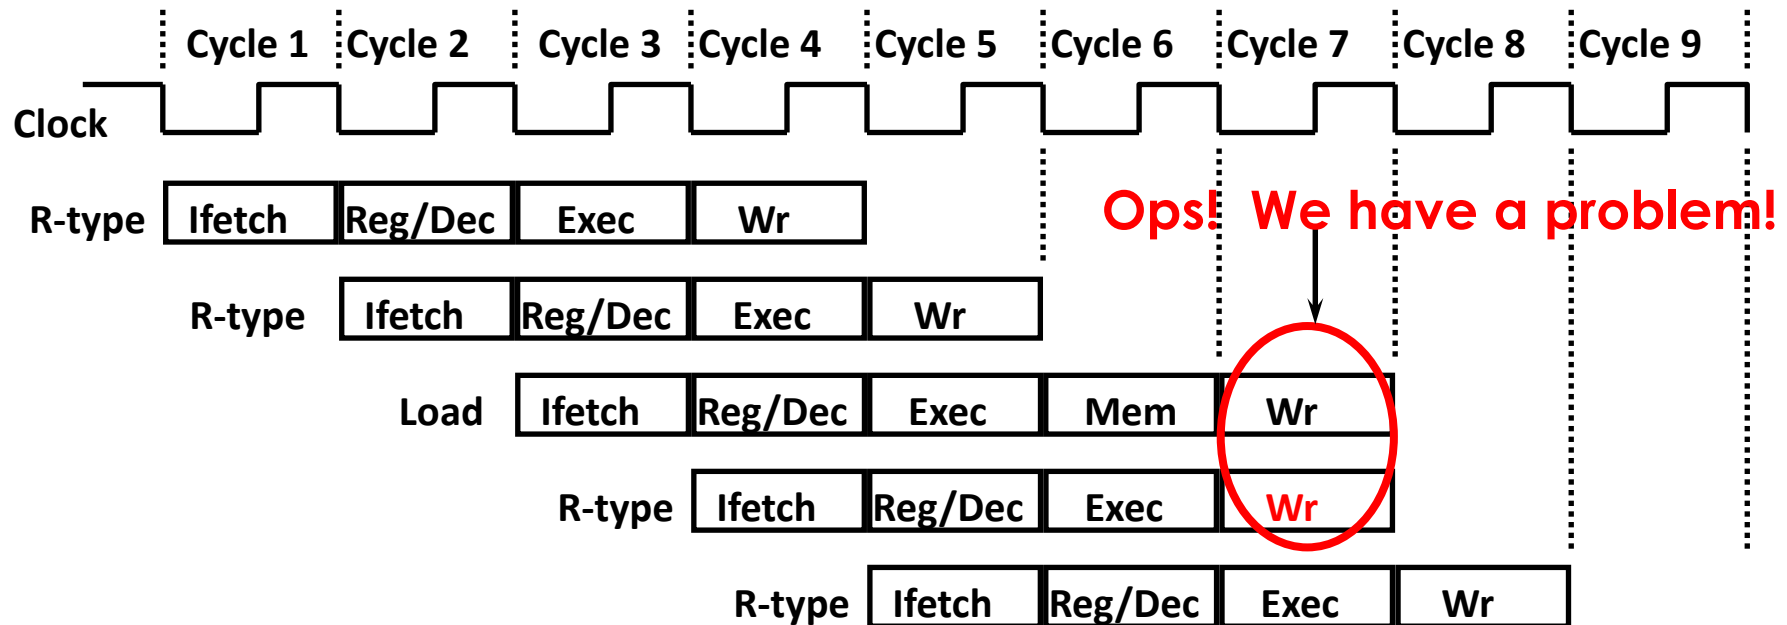 Cycle 1 Cycle 2 Cycle 3 Cycle 4 Cycle 5 Cycle 6 Cycle 7 Cycle 8 Cycle 9
Clock
Ops! We have a problem!
R-type Ifetch Reg/Dec Exec Wr
R-type Ifetch Reg/Dec Exec Wr
Load Ifetch Reg/Dec Exec Mem Wr
R-type Ifetch Reg/Dec Exec Wr
R-type Ifetch Reg/Dec Exec Wr